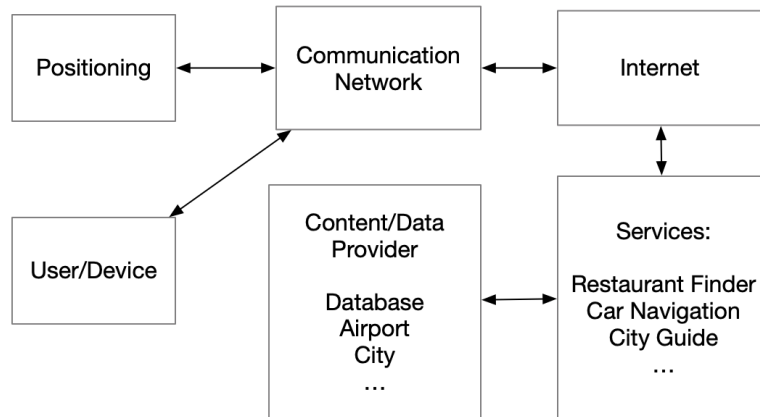 Positioning
Communication
Network
Internet
User/Device
Content/Data
Provider
Database
Airport
City
...
Services:
Restaurant Finder
Car Navigation
City Guide
...